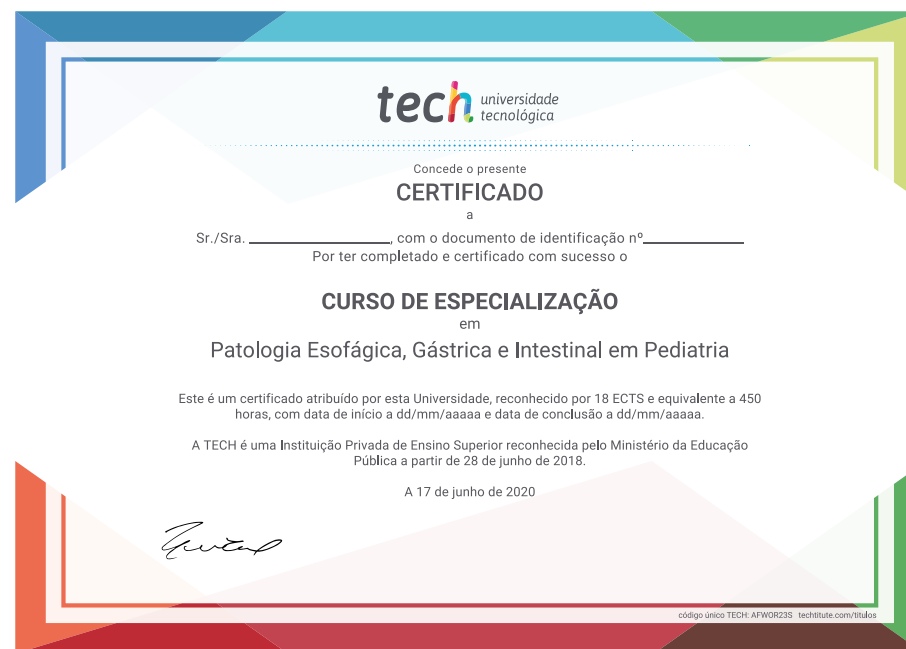 tech universidade
tecnológica
Concede o presente
CERTIFICADO
a
Sr./Sra. ____________________, com o documento de identificação nº______________
Por ter completado e certificado com sucesso o
CURSO DE ESPECIALIZAÇÃO
em
Patologia Esofágica, Gástrica e Intestinal em Pediatria
Este é um certificado atribuído por esta Universidade, reconhecido por 18 ECTS e equivalente a 450
horas, com data de início a dd/mm/aaaaa e data de conclusão a dd/mm/aaaaa.
A TECH é uma Instituição Privada de Ensino Superior reconhecida pelo Ministério da Educação
Pública a partir de 28 de junho de 2018.
A 17 de junho de 2020
código único TECH: AFWOR23S techtitute.com/titulos